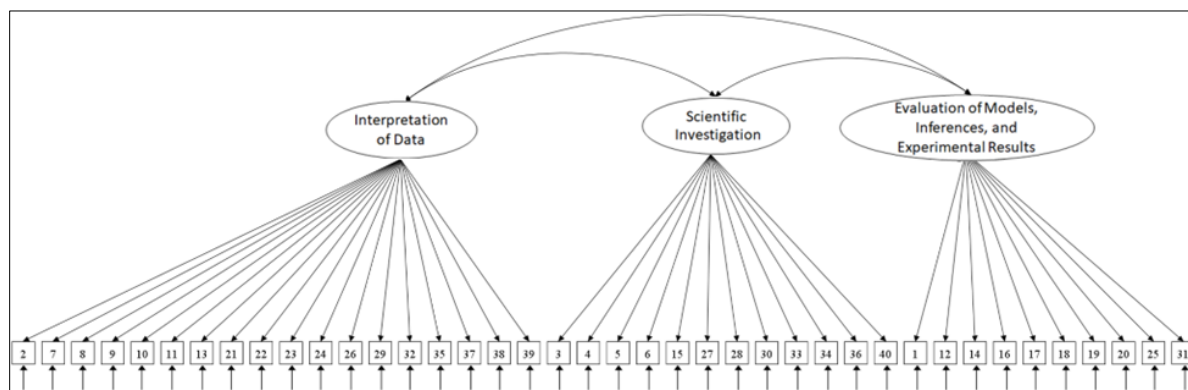 Interpretation
of Data
Scientific
Investigation
Evaluation of Models,
Inferences, and
Experimental Results
2 7 8 9 10 11 13 21 22 23 24 26 29 32 35 37 38 39 3 4 5 6 15 27 28 30 33 34 36 40 1 12 14 16 17 18 19 20 25 31